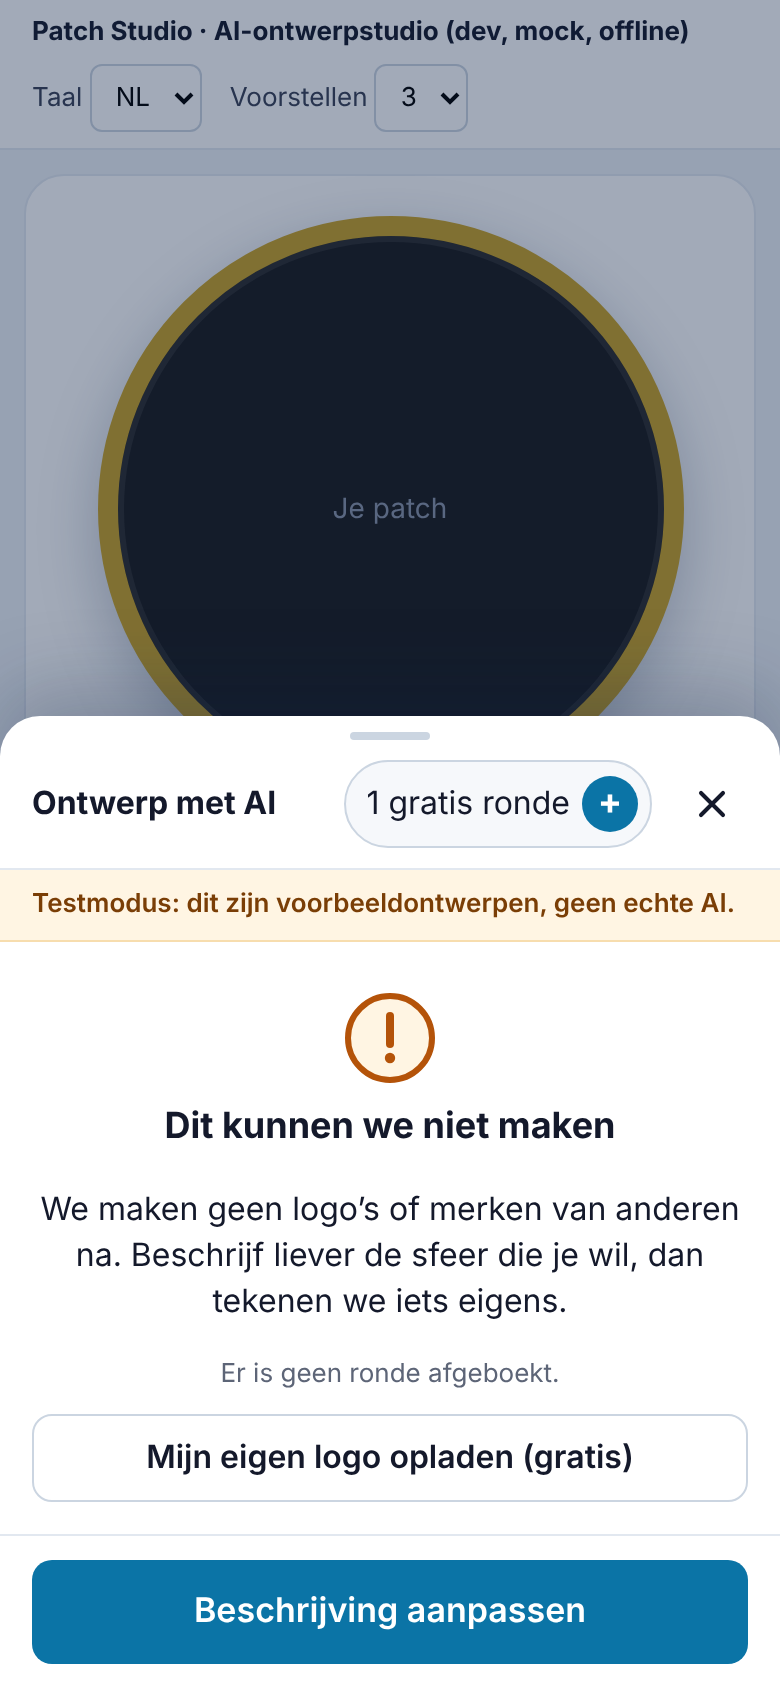 Patch Studio · AI-ontwerpstudio (dev, mock, offline)
Taal NL Voorstellen 3
Je patch
Ontwerp met AI 1 gratis ronde +
Testmodus: dit zijn voorbeeldontwerpen, geen echte AI.
Dit kunnen we niet maken
We maken geen logo’s of merken van anderen
na. Beschrijf liever de sfeer die je wil, dan
tekenen we iets eigens.
Er is geen ronde afgeboekt.
Mijn eigen logo opladen (gratis)
Beschrijving aanpassen